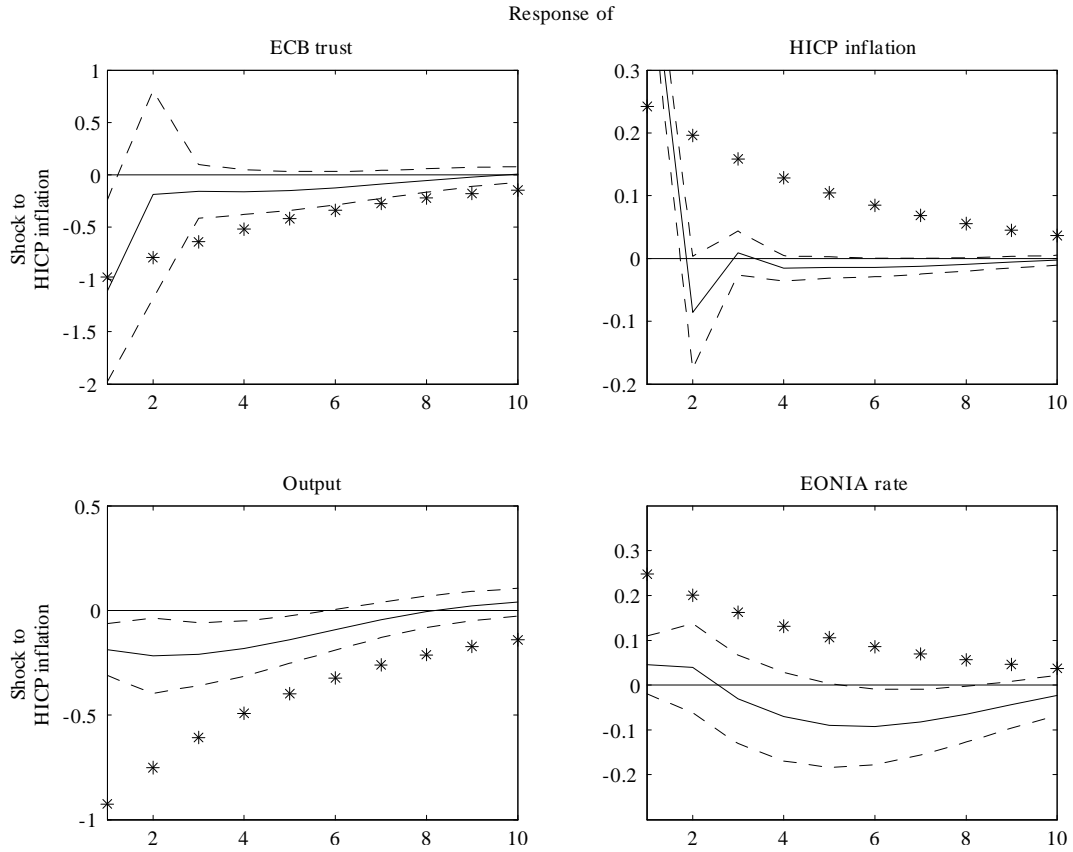 Response of
ECB trust
HICP inflation
1
0.5
0
-0.5
-1
-1.5
-2
2 4 6 8 10
Shock to
HICP inflation
0.3
0.2
0.1
0
-0.1
-0.2
2 4 6 8 10
Output
EONIA rate
0.5
0
-0.5
-1
2 4 6 8 10
Shock to
HICP inflation
0.3
0.2
0.1
0
-0.1
-0.2
2 4 6 8 10